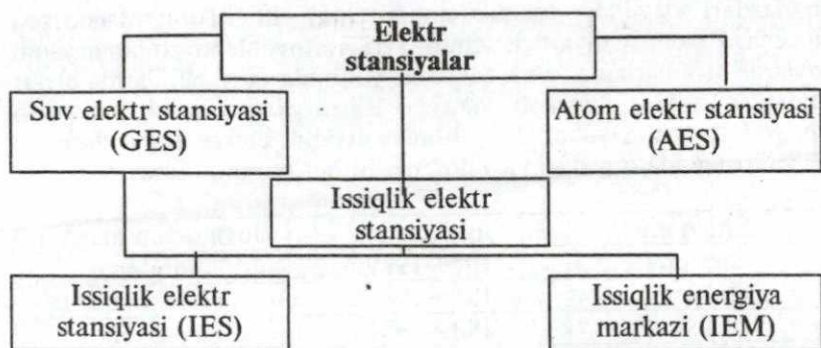 Elektr
stansiyalar
Suv elektr stansiyasi
(GES)
Atom elektr stansiyasi
(AES)
Issiqlik elektr
stansiyasi
Issiqlik elektr
stansiyasi (IES)
Issiqlik energiya
markazi (IEM)